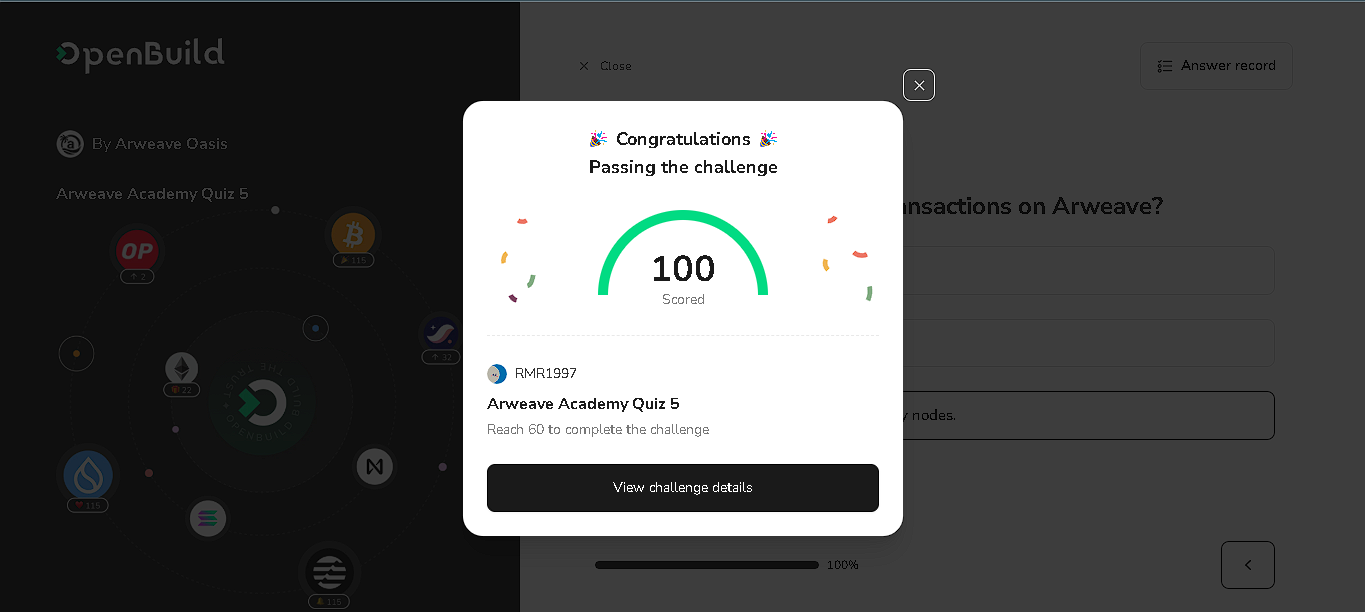 OpenBuild
By Arweave Oasis
Arweave Academy Quiz 5
OP
2
115
32
22
115
115
Close
Answer record
ansactions on Arweave?
y nodes.
100%
Congratulations
Passing the challenge
100
Scored
RMR1997
Arweave Academy Quiz 5
Reach 60 to complete the challenge
View challenge details